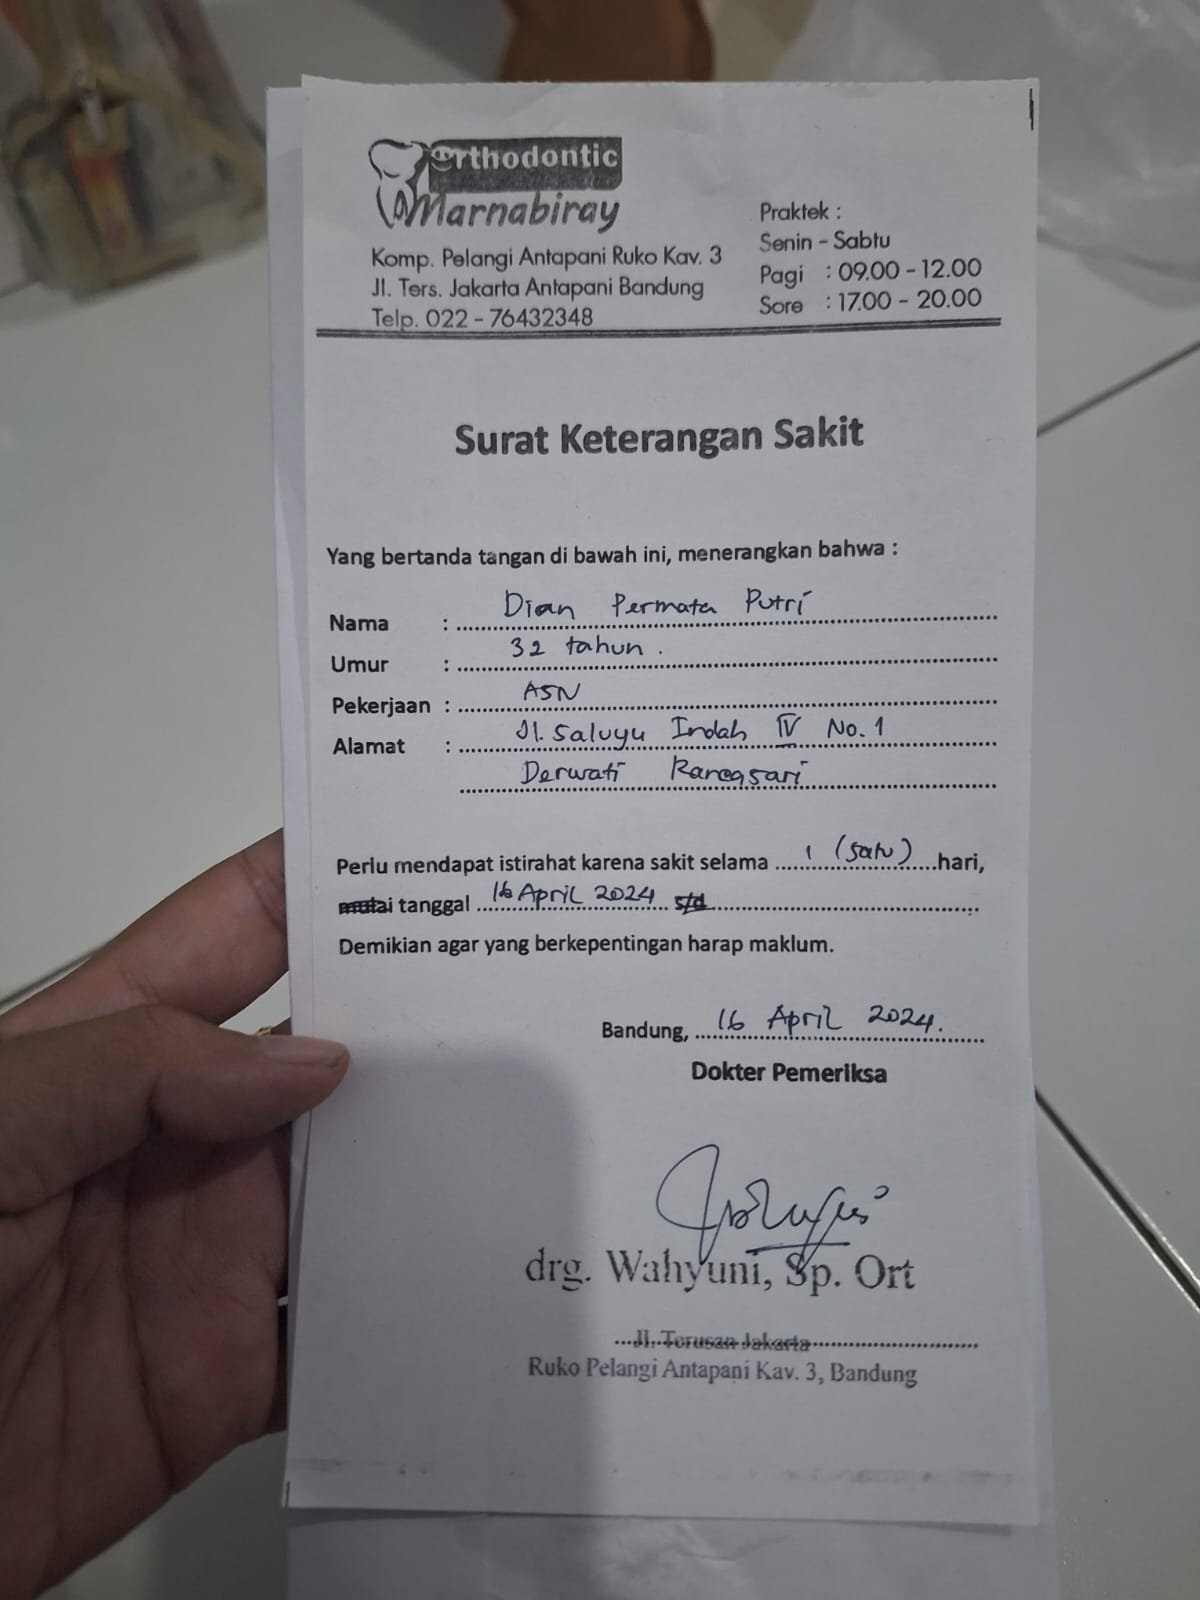 Orthodontic
Marnabiray
Komp. Pelangi Antapani Ruko Kav. 3
Jl. Ters. Jakarta Antapani Bandung
Telp. 022 - 76432348
Praktek :
Senin - Sabtu
Pagi : 09.00 - 12.00
Sore : 17.00 - 20.00
Surat Keterangan Sakit
Yang bertanda tangan di bawah ini, menerangkan bahwa :
Nama : Dian Permata Putri
Umur : 32 tahun.
Pekerjaan : ASN
Alamat : Jl. Saluyu Indah IV No. 1
Derwati Rancasari
Perlu mendapat istirahat karena sakit selama 1 (satu) hari,
mulai tanggal 16 April 2024 s/d
Demikian agar yang berkepentingan harap maklum.
Bandung, 16 April 2024.
Dokter Pemeriksa
drg. Wahyuni, Sp. Ort
Jl. Terusan Jakarta
Ruko Pelangi Antapani Kav. 3, Bandung